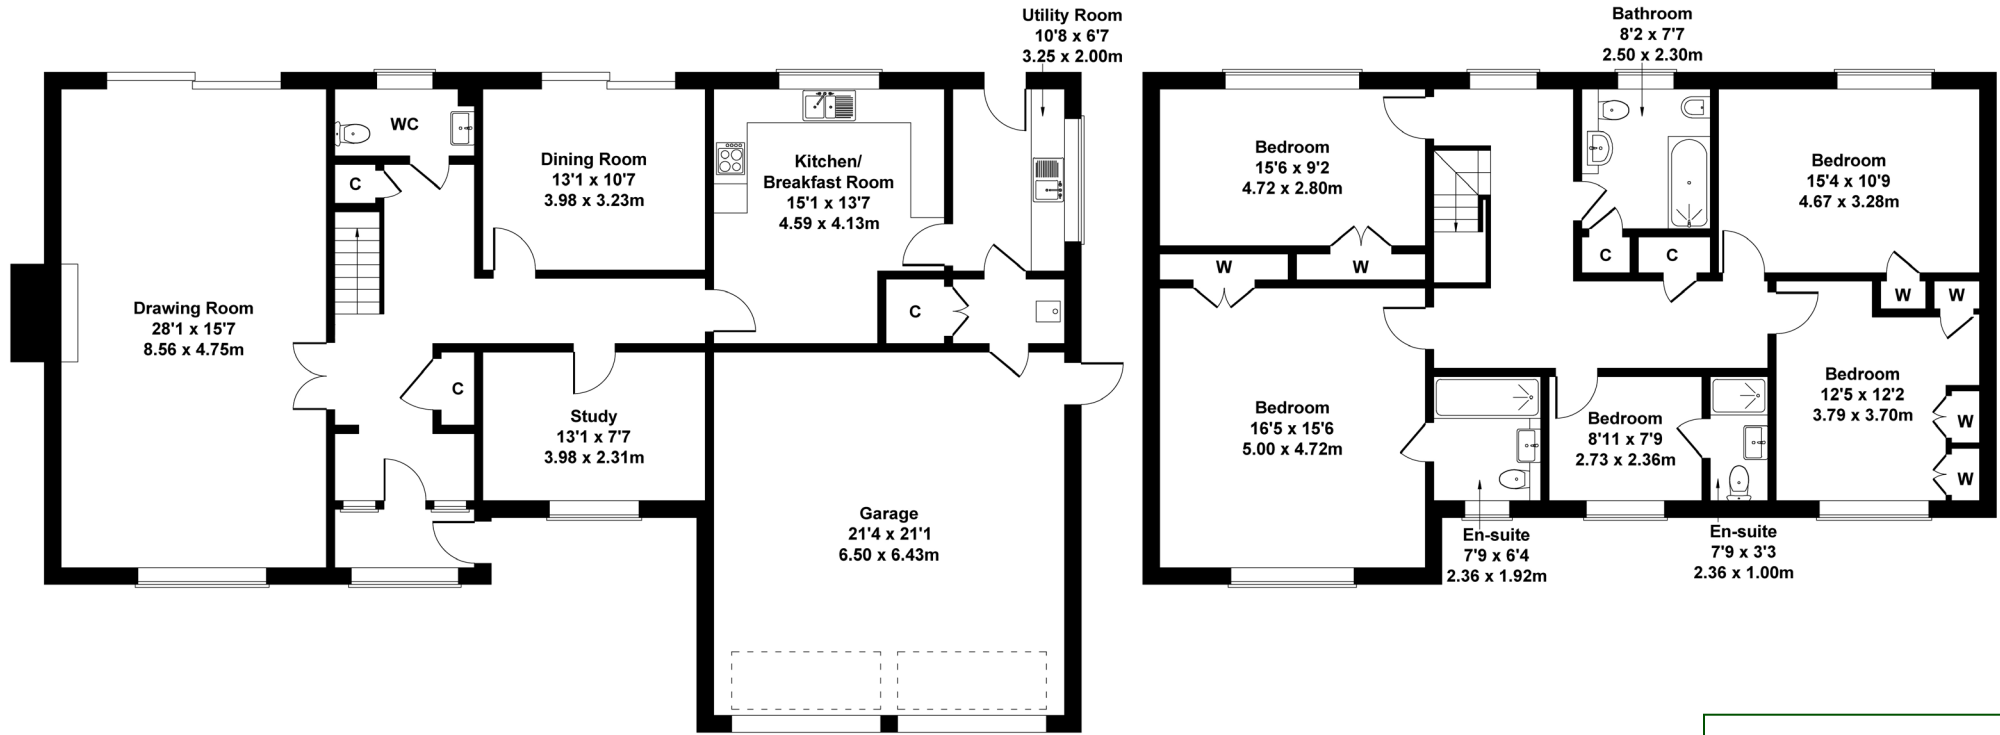 Utility Room
10'8 x 6'7
3.25 x 2.00m
WC
C
Dining Room
13'1 x 10'7
3.98 x 3.23m
Kitchen/
Breakfast Room
15'1 x 13'7
4.59 x 4.13m
Drawing Room
28'1 x 15'7
8.56 x 4.75m
C
C
Study
13'1 x 7'7
3.98 x 2.31m
Garage
21'4 x 21'1
6.50 x 6.43m
Bathroom
8'2 x 7'7
2.50 x 2.30m
Bedroom
15'6 x 9'2
4.72 x 2.80m
Bedroom
15'4 x 10'9
4.67 x 3.28m
W
W
C
C
W
W
Bedroom
16'5 x 15'6
5.00 x 4.72m
Bedroom
8'11 x 7'9
2.73 x 2.36m
Bedroom
12'5 x 12'2
3.79 x 3.70m
W
W
En-suite
7'9 x 6'4
2.36 x 1.92m
En-suite
7'9 x 3'3
2.36 x 1.00m